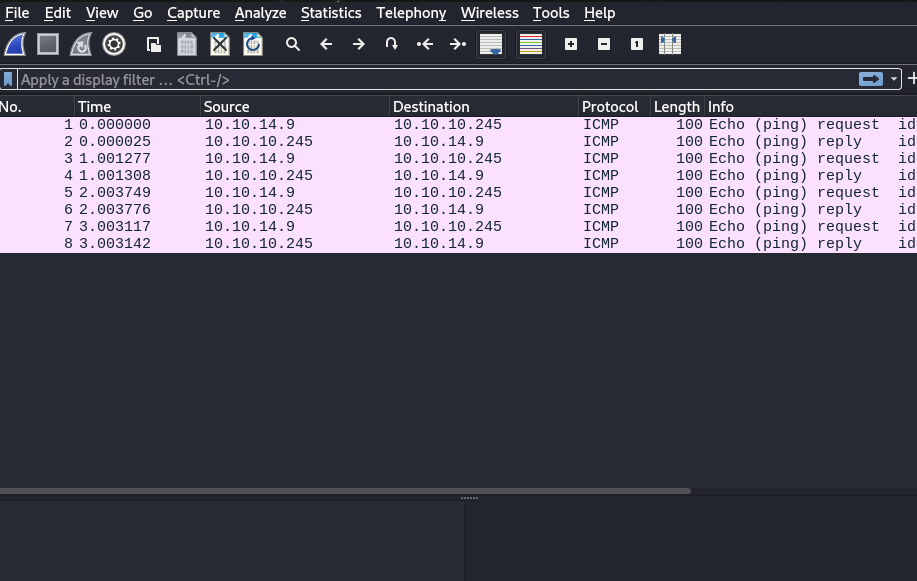 File Edit View Go Capture Analyze Statistics Telephony Wireless Tools Help
1
Apply a display filter … <Ctrl-/>
No. Time Source Destination Protocol Length Info
1 0.000000 10.10.14.9 10.10.10.245 ICMP 100 Echo (ping) request id
2 0.000025 10.10.10.245 10.10.14.9 ICMP 100 Echo (ping) reply id
3 1.001277 10.10.14.9 10.10.10.245 ICMP 100 Echo (ping) request id
4 1.001308 10.10.10.245 10.10.14.9 ICMP 100 Echo (ping) reply id
5 2.003749 10.10.14.9 10.10.10.245 ICMP 100 Echo (ping) request id
6 2.003776 10.10.10.245 10.10.14.9 ICMP 100 Echo (ping) reply id
7 3.003117 10.10.14.9 10.10.10.245 ICMP 100 Echo (ping) request id
8 3.003142 10.10.10.245 10.10.14.9 ICMP 100 Echo (ping) reply id